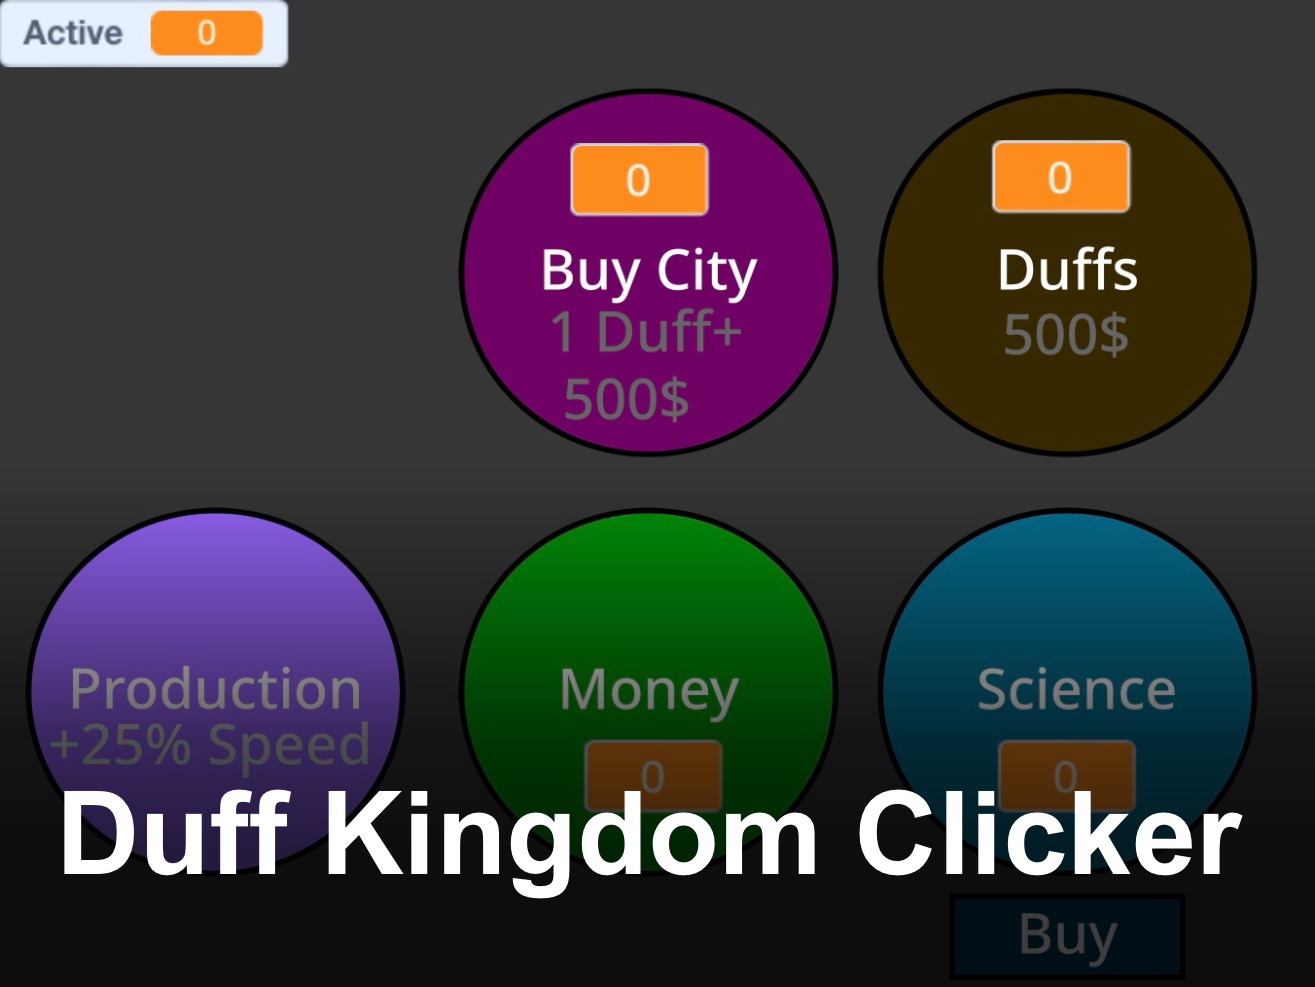 Active 0
0
Buy City
1 Duff+
500$
0
Duffs
500$
Production
+25% Speed
Money
0
Science
0
Duff Kingdom Clicker
Buy